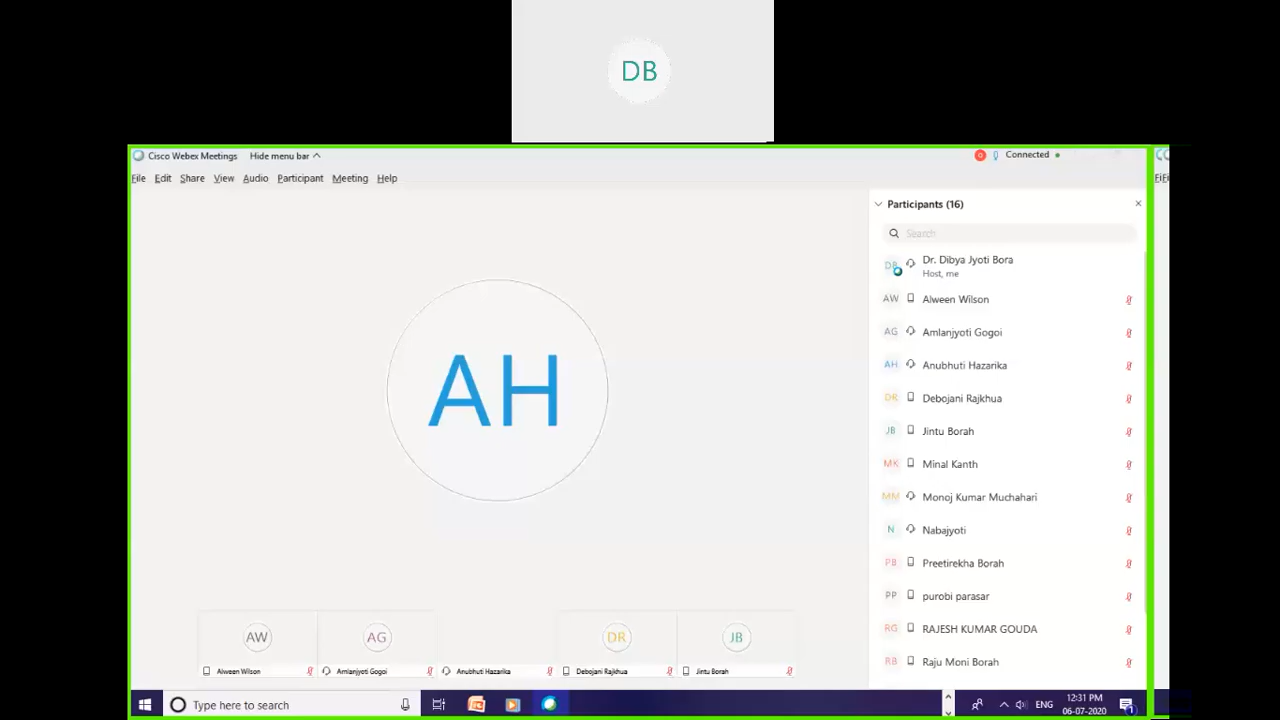 DB
Cisco Webex Meetings Hide menu bar
Connected
File Edit Share View Audio Participant Meeting Help
Participants (16)
Search
DB Dr. Dibya Jyoti Bora
Host, me
AW Alween Wilson
AG Amlanjyoti Gogoi
AH Anubhuti Hazarika
DR Debojani Rajkhua
JB Jintu Borah
MK Minal Kanth
MM Monoj Kumar Muchahari
N Nabajyoti
PB Preetirekha Borah
PP purobi parasar
RG RAJESH KUMAR GOUDA
RB Raju Moni Borah
AH
AW AG DR JB
Alween Wilson Amlanjyoti Gogoi Anubhuti Hazarika Debojani Rajkhua Jintu Borah
Type here to search
ENG
12:31 PM
06-07-2020